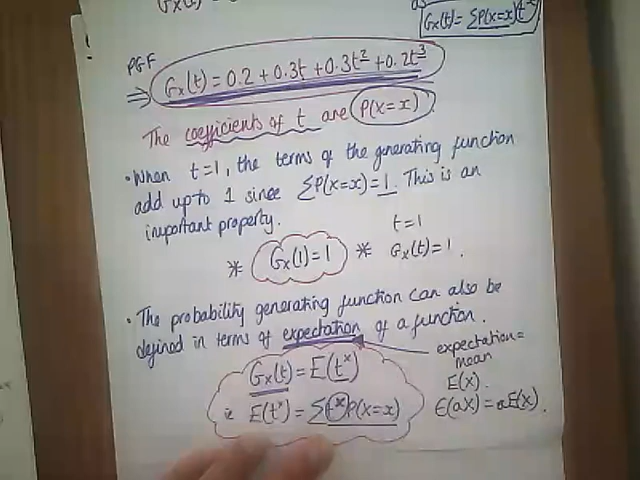 Gx(t)= ΣP(X=x)t
PGF
⇒ Gx(t) = 0.2 + 0.3t + 0.3t² + 0.2t³
The coefficients of t are P(X=x).
• When t=1, the terms of the generating function
add up to 1 since ΣP(X=x)=1. This is an
important property.
t=1
* Gx(1)=1 * Gx(t)=1.
• The probability generating function can also be
defined in terms of expectation of a function.
expectation=
mean
Gx(t) = E(tˣ)
E(X).
ie E(tˣ) = Σtˣ P(X=x)
E(aX)=aE(X).